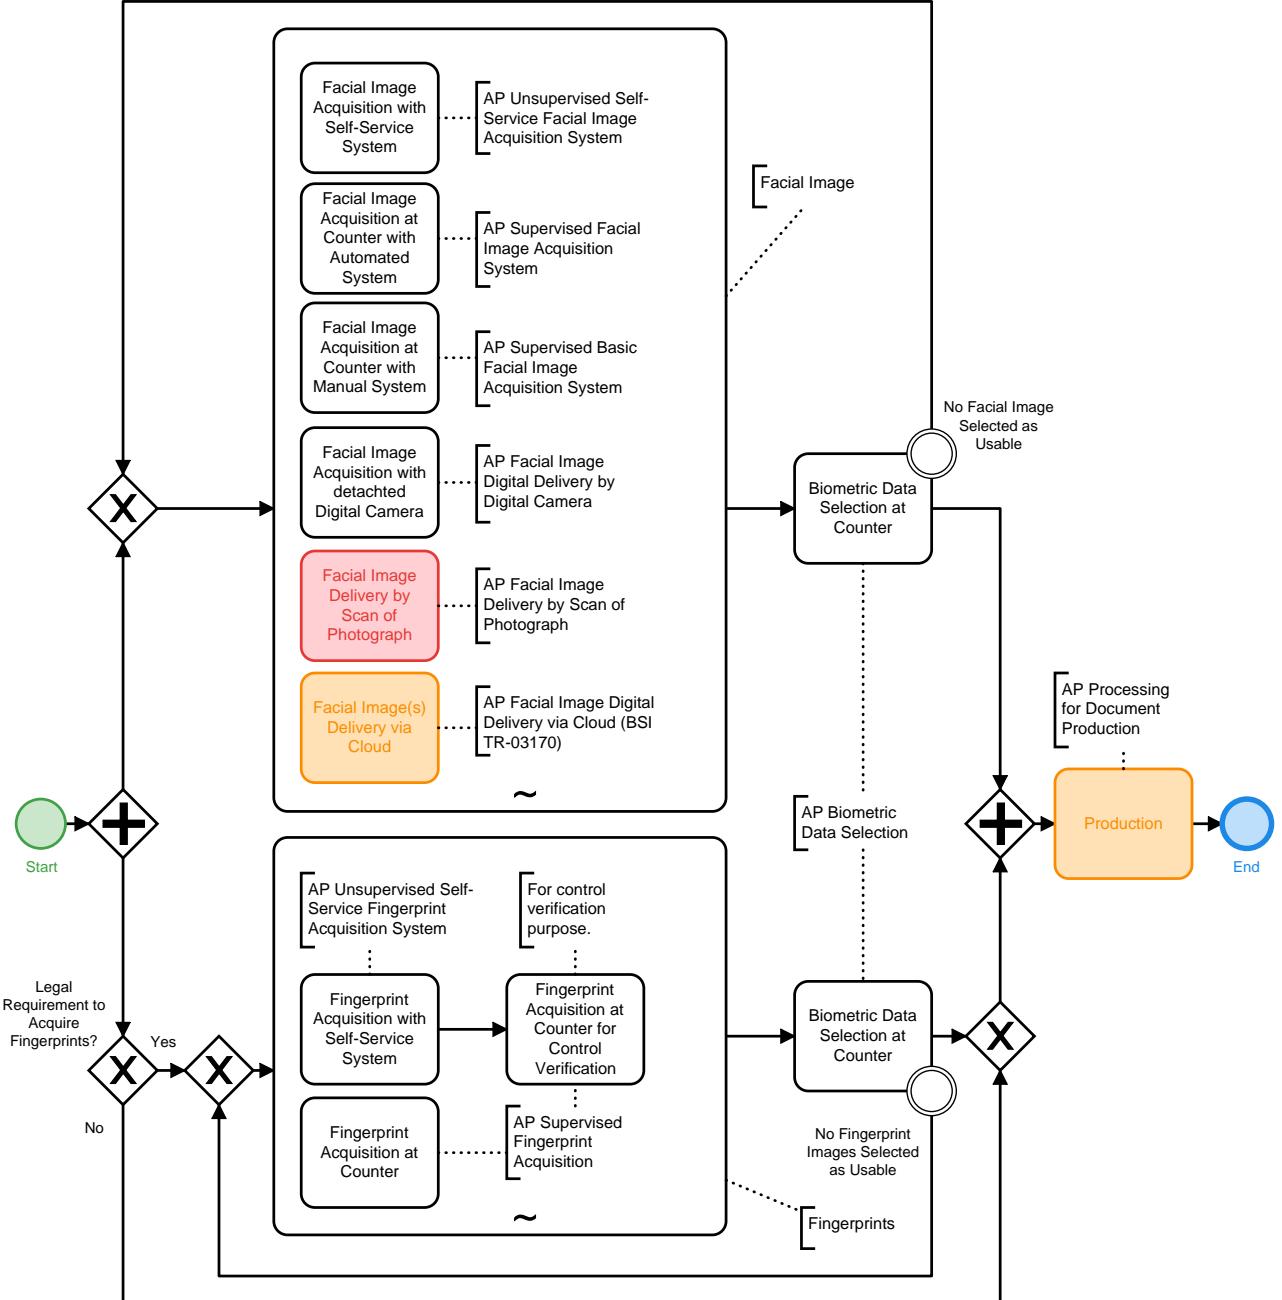 Facial Image
Acquisition with
Self-Service
System
AP Unsupervised Self-
Service Facial Image
Acquisition System
Facial Image
Facial Image
Acquisition at
Counter with
Automated
System
AP Supervised Facial
Image Acquisition
System
Facial Image
Acquisition at
Counter with
Manual System
AP Supervised Basic
Facial Image
Acquisition System
No Facial Image
Selected as
Usable
Facial Image
Acquisition with
detachted
Digital Camera
AP Facial Image
Digital Delivery by
Digital Camera
Biometric Data
Selection at
Counter
X
Facial Image
Delivery by
Scan of
Photograph
AP Facial Image
Delivery by Scan of
Photograph
Facial Image(s)
Delivery via
Cloud
AP Facial Image Digital
Delivery via Cloud (BSI
TR-03170)
~
AP Processing
for Document
Production
Start
AP Biometric
Data Selection
Production
End
AP Unsupervised Self-
Service Fingerprint
Acquisition System
For control
verification
purpose.
Legal
Requirement to
Acquire
Fingerprints?
X
Yes
No
X
Fingerprint
Acquisition with
Self-Service
System
Fingerprint
Acquisition at
Counter for
Control
Verification
Biometric Data
Selection at
Counter
X
Fingerprint
Acquisition at
Counter
AP Supervised
Fingerprint
Acquisition
~
No Fingerprint
Images Selected
as Usable
Fingerprints